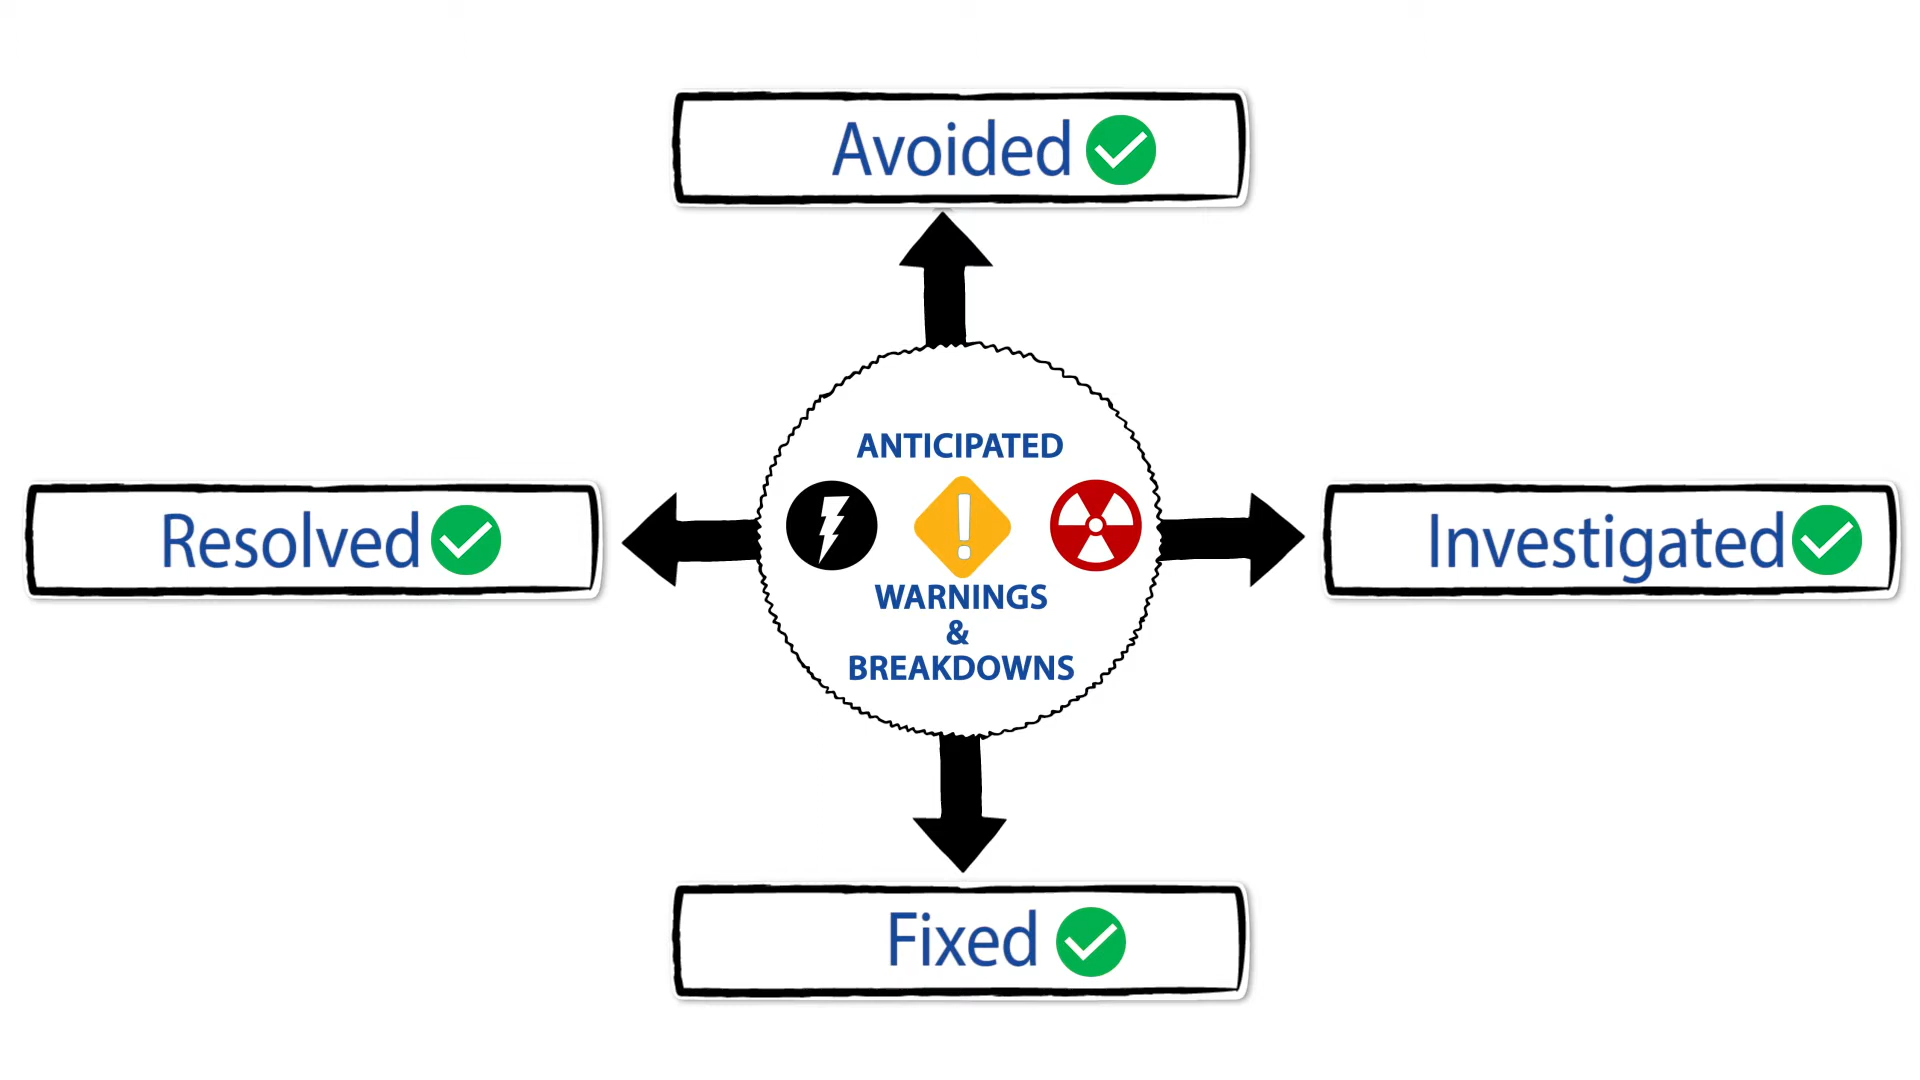 Avoided
ANTICIPATED
Resolved
Investigated
WARNINGS
&
BREAKDOWNS
Fixed